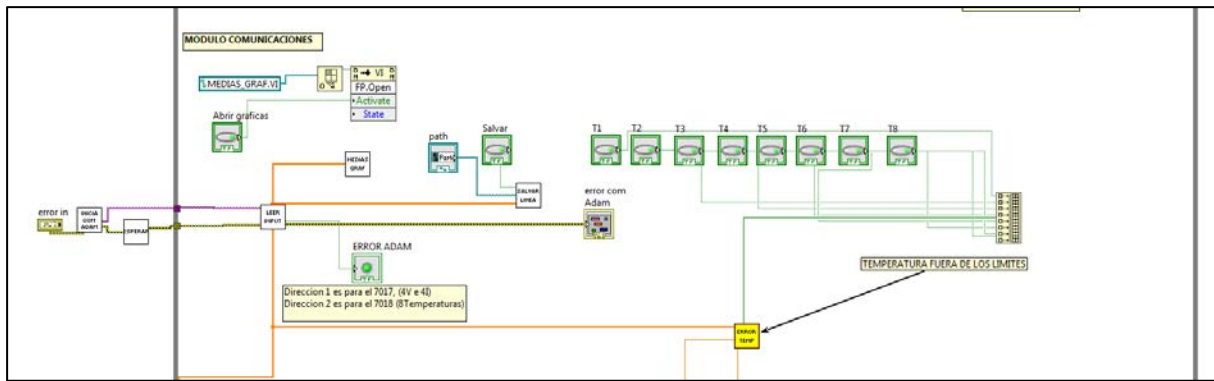 MODULO COMUNICACIONES
MEDIAS_GRAF.VI
VI
FP.Open
Activate
State
Abrir graficas
path
Path
Salvar
T1
T2
T3
T4
T5
T6
T7
T8
MEDIAS
GRAF
SALVAR
LINEA
error in
INICIA
COM
ADAM
ESPERAR
LEER
INPUT
error com
Adam
ERROR ADAM
Direccion 1 es para el 7017, (4V e 4I)
Direccion 2 es para el 7018 (8Temperaturas)
TEMPERATURA FUERA DE LOS LIMITES
ERROR
TEMP